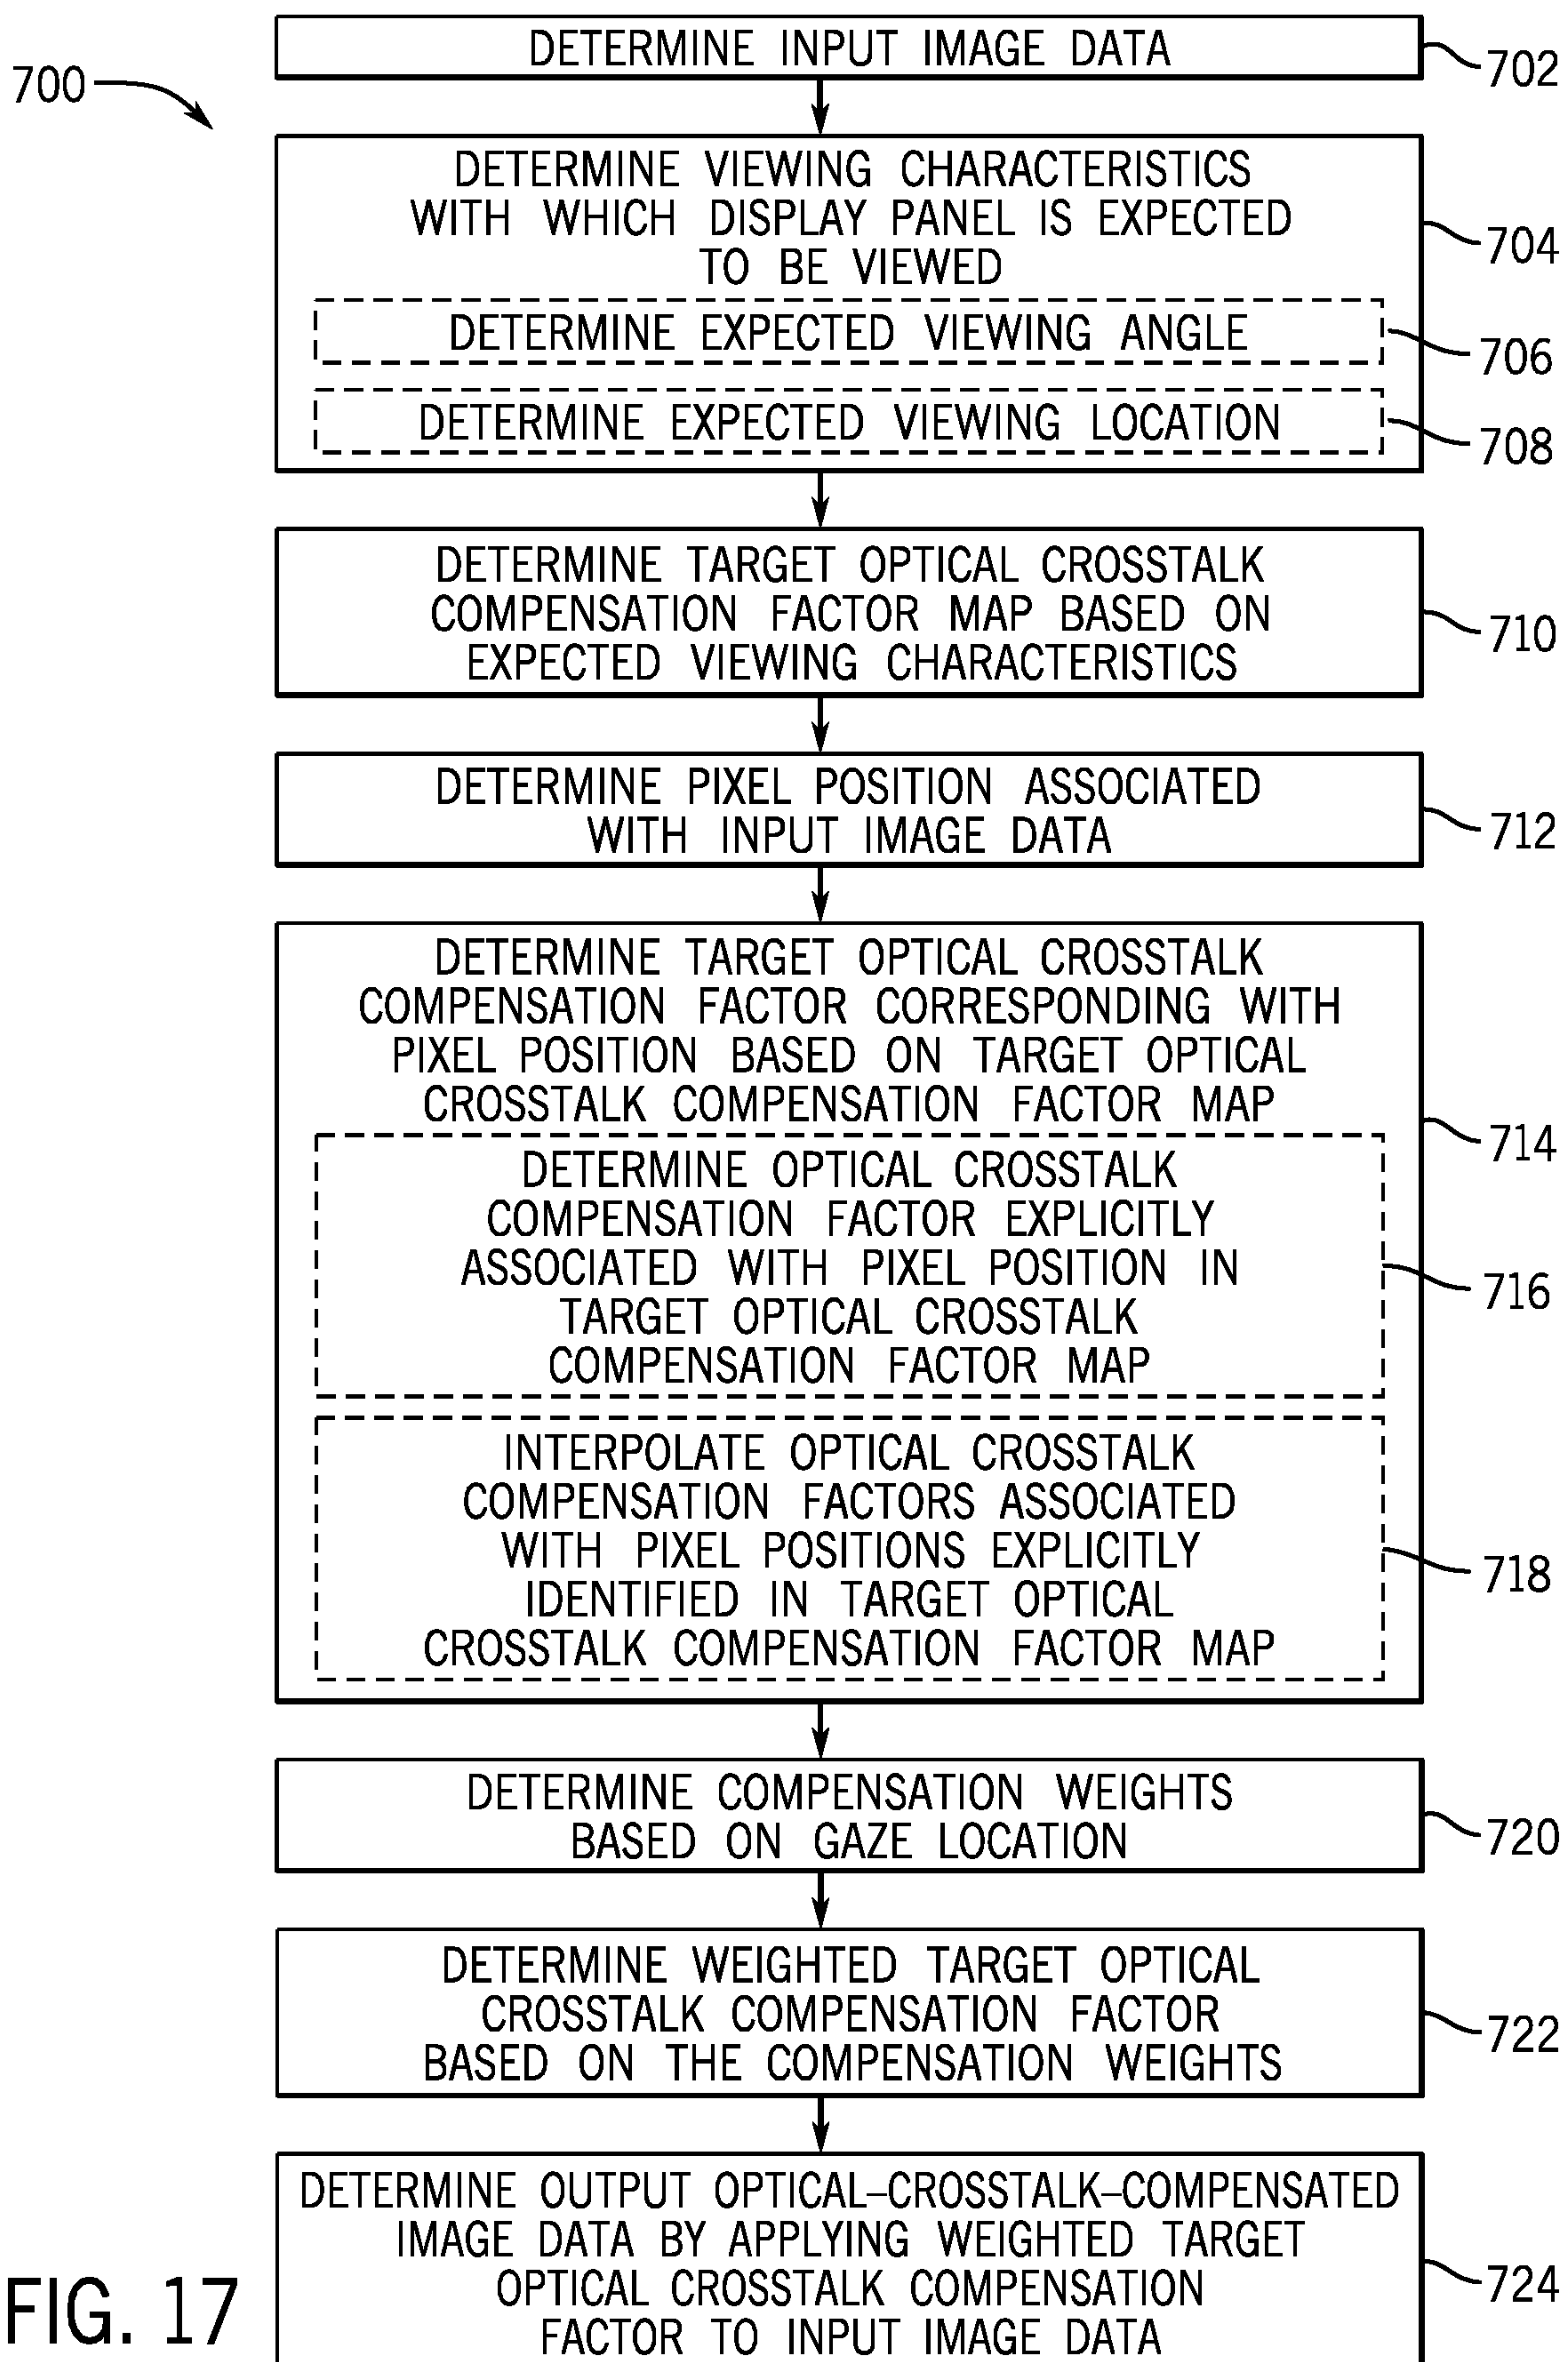 700
DETERMINE INPUT IMAGE DATA
702
DETERMINE VIEWING CHARACTERISTICS
WITH WHICH DISPLAY PANEL IS EXPECTED
TO BE VIEWED
704
DETERMINE EXPECTED VIEWING ANGLE
706
DETERMINE EXPECTED VIEWING LOCATION
708
DETERMINE TARGET OPTICAL CROSSTALK
COMPENSATION FACTOR MAP BASED ON
EXPECTED VIEWING CHARACTERISTICS
710
DETERMINE PIXEL POSITION ASSOCIATED
WITH INPUT IMAGE DATA
712
DETERMINE TARGET OPTICAL CROSSTALK
COMPENSATION FACTOR CORRESPONDING WITH
PIXEL POSITION BASED ON TARGET OPTICAL
CROSSTALK COMPENSATION FACTOR MAP
714
DETERMINE OPTICAL CROSSTALK
COMPENSATION FACTOR EXPLICITLY
ASSOCIATED WITH PIXEL POSITION IN
TARGET OPTICAL CROSSTALK
COMPENSATION FACTOR MAP
716
INTERPOLATE OPTICAL CROSSTALK
COMPENSATION FACTORS ASSOCIATED
WITH PIXEL POSITIONS EXPLICITLY
IDENTIFIED IN TARGET OPTICAL
CROSSTALK COMPENSATION FACTOR MAP
718
DETERMINE COMPENSATION WEIGHTS
BASED ON GAZE LOCATION
720
DETERMINE WEIGHTED TARGET OPTICAL
CROSSTALK COMPENSATION FACTOR
BASED ON THE COMPENSATION WEIGHTS
722
DETERMINE OUTPUT OPTICAL–CROSSTALK–COMPENSATED
IMAGE DATA BY APPLYING WEIGHTED TARGET
OPTICAL CROSSTALK COMPENSATION
FACTOR TO INPUT IMAGE DATA
724
FIG. 17